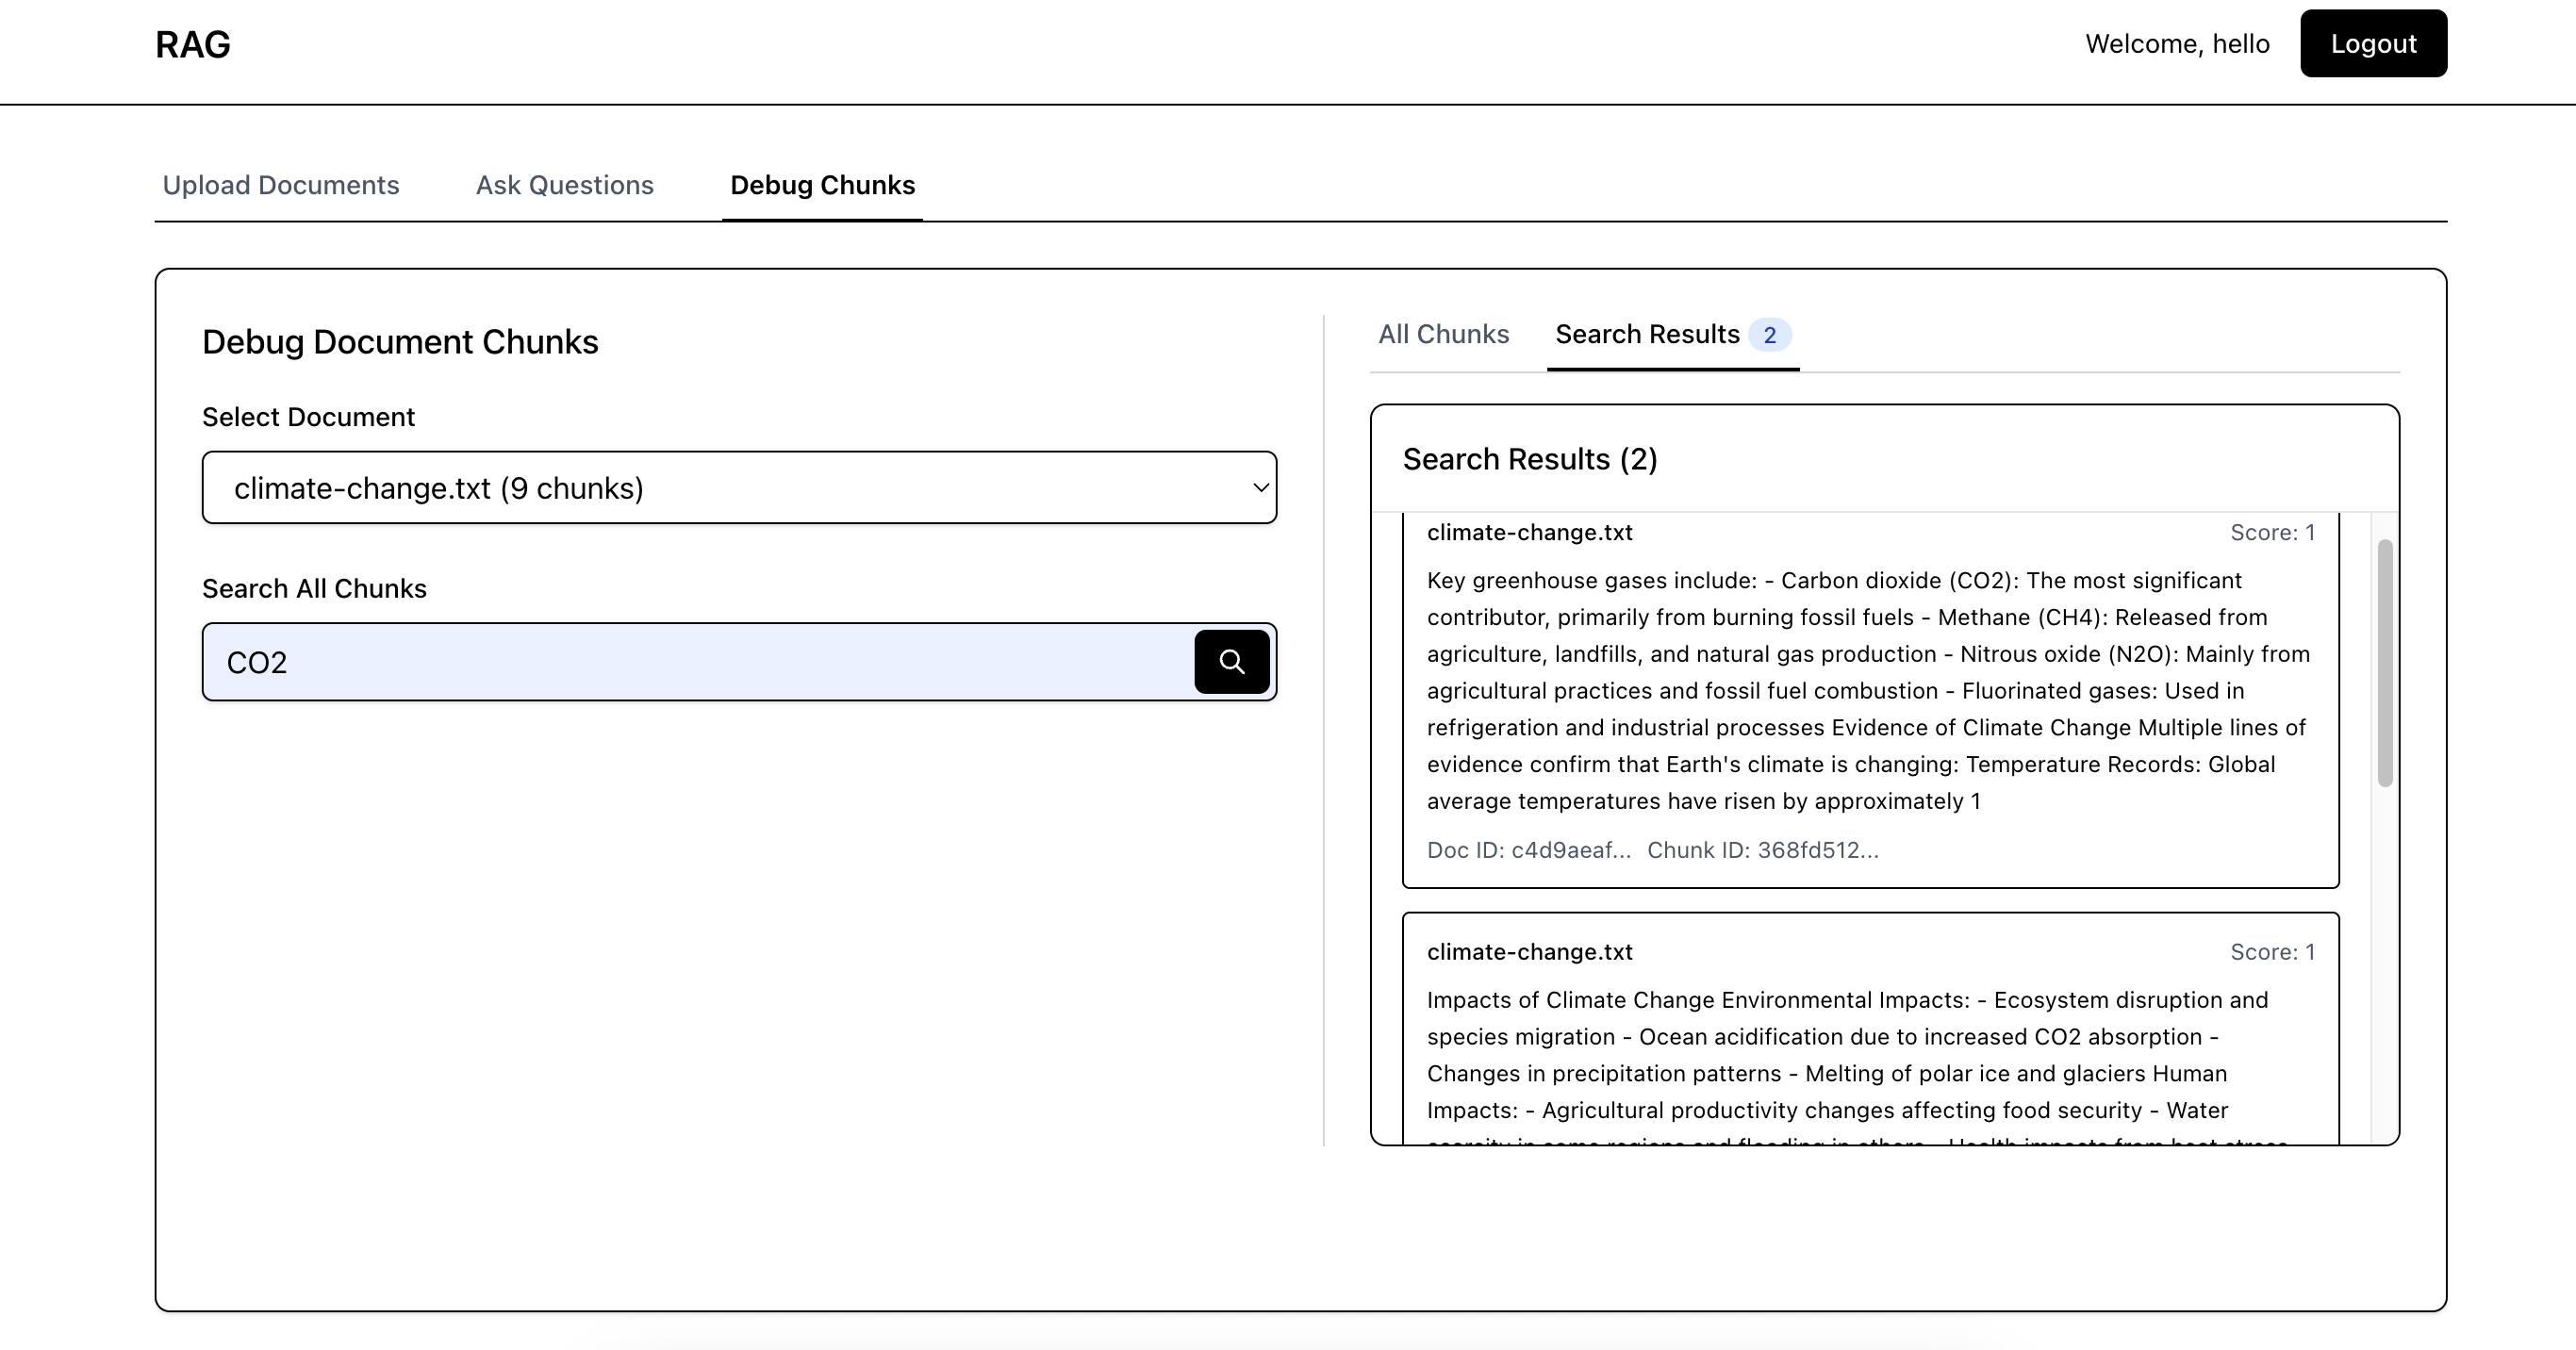 RAG
Welcome, hello
Logout
Upload Documents
Ask Questions
Debug Chunks
Debug Document Chunks
Select Document
climate-change.txt (9 chunks)
Search All Chunks
CO2
All Chunks
Search Results 2
Search Results (2)
climate-change.txt
Score: 1
Key greenhouse gases include: - Carbon dioxide (CO2): The most significant
contributor, primarily from burning fossil fuels - Methane (CH4): Released from
agriculture, landfills, and natural gas production - Nitrous oxide (N2O): Mainly from
agricultural practices and fossil fuel combustion - Fluorinated gases: Used in
refrigeration and industrial processes Evidence of Climate Change Multiple lines of
evidence confirm that Earth's climate is changing: Temperature Records: Global
average temperatures have risen by approximately 1
Doc ID: c4d9aeaf... Chunk ID: 368fd512...
climate-change.txt
Score: 1
Impacts of Climate Change Environmental Impacts: - Ecosystem disruption and
species migration - Ocean acidification due to increased CO2 absorption -
Changes in precipitation patterns - Melting of polar ice and glaciers Human
Impacts: - Agricultural productivity changes affecting food security - Water